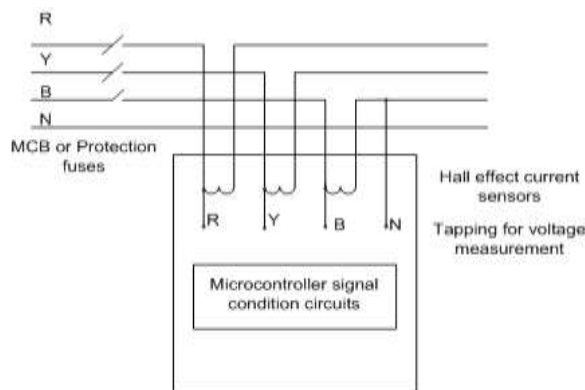 R
Y
B
N
MCB or Protection
fuses
Hall effect current
sensors
R
Y
B
N
Tapping for voltage
measurement
Microcontroller signal
condition circuits